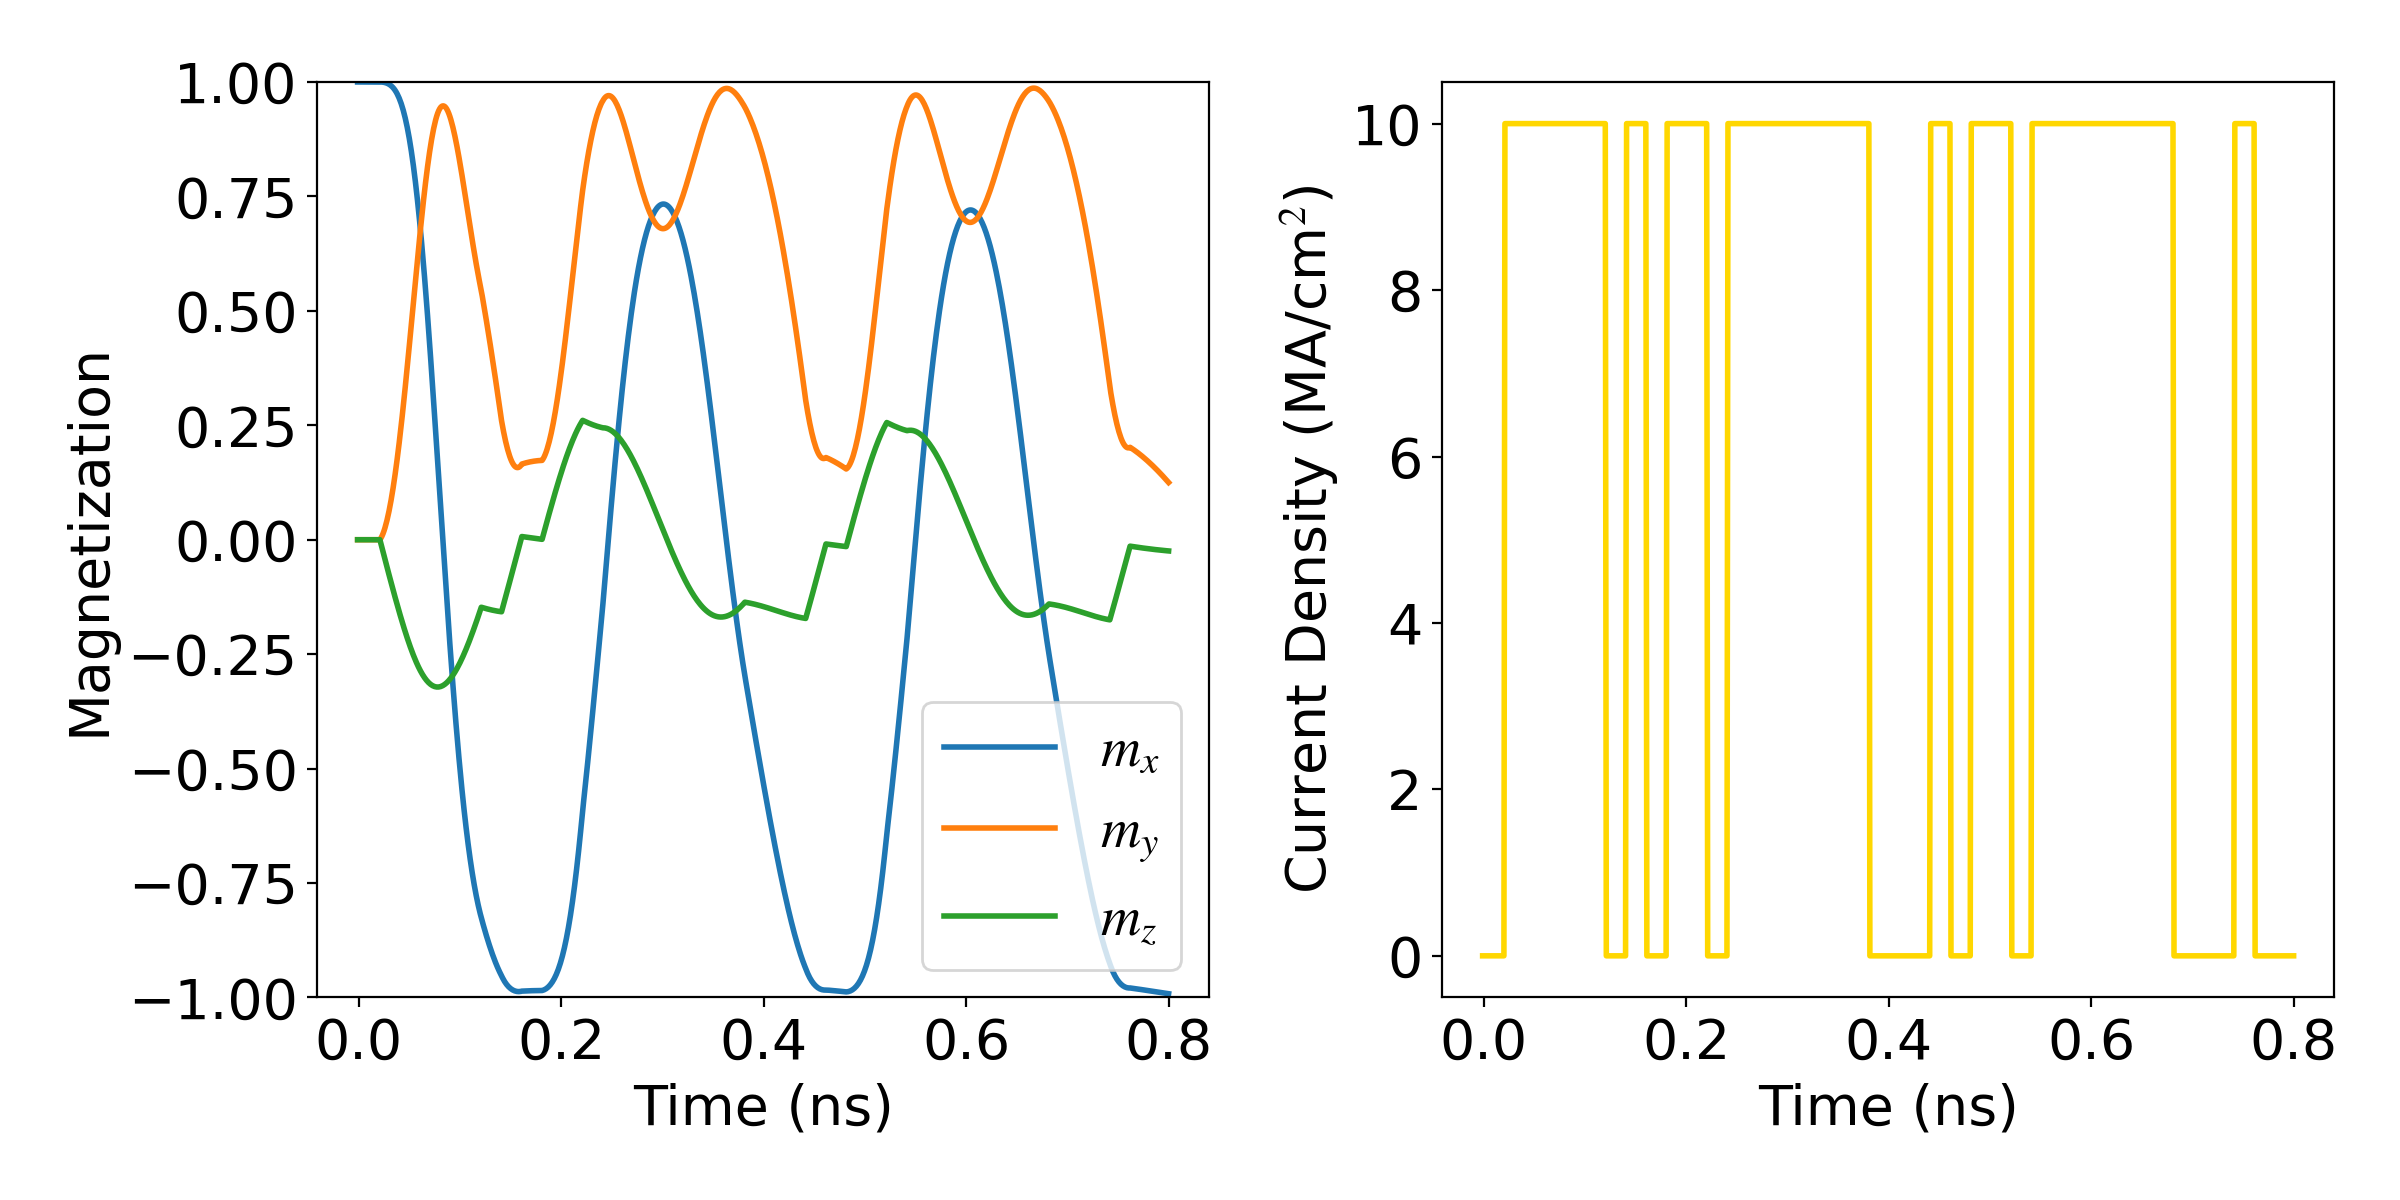 Magnetization
1.00
0.75
0.50
0.25
0.00
−0.25
−0.50
−0.75
−1.00
0.0 0.2 0.4 0.6 0.8
Time (ns)
m_x
m_y
m_z
Current Density (MA/cm²)
10
8
6
4
2
0
0.0 0.2 0.4 0.6 0.8
Time (ns)